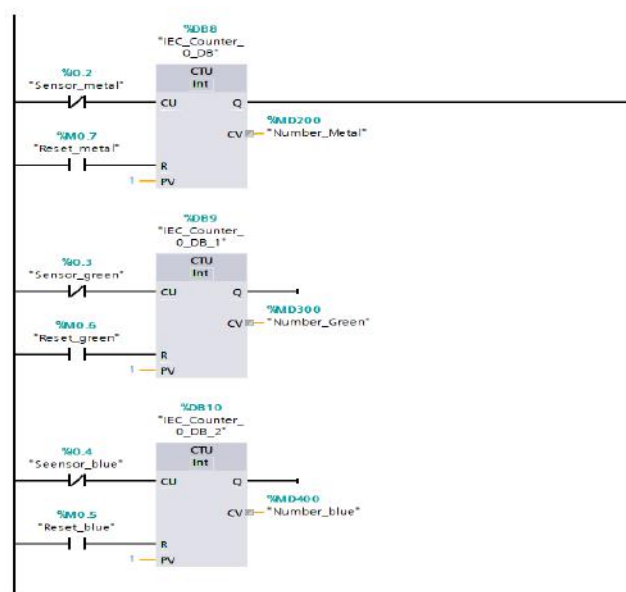 %DB8
"IEC_Counter_
0_DB"
%I0.2
"Sensor_metal"
CTU
Int
CU
Q
%MD200
CV
"Number_Metal"
%M0.7
"Reset_metal"
R
1
PV
%DB9
"IEC_Counter_
0_DB_1"
%I0.3
"Sensor_green"
CTU
Int
CU
Q
%MD300
CV
"Number_Green"
%M0.6
"Reset_green"
R
1
PV
%DB10
"IEC_Counter_
0_DB_2"
%I0.4
"Seensor_blue"
CTU
Int
CU
Q
%MD400
CV
"Number_blue"
%M0.5
"Reset_blue"
R
1
PV